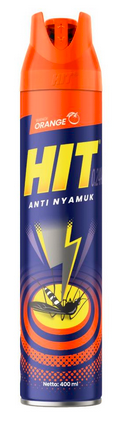 ORANGE
HIT
ANTI NYAMUK
Netto: 400 ml